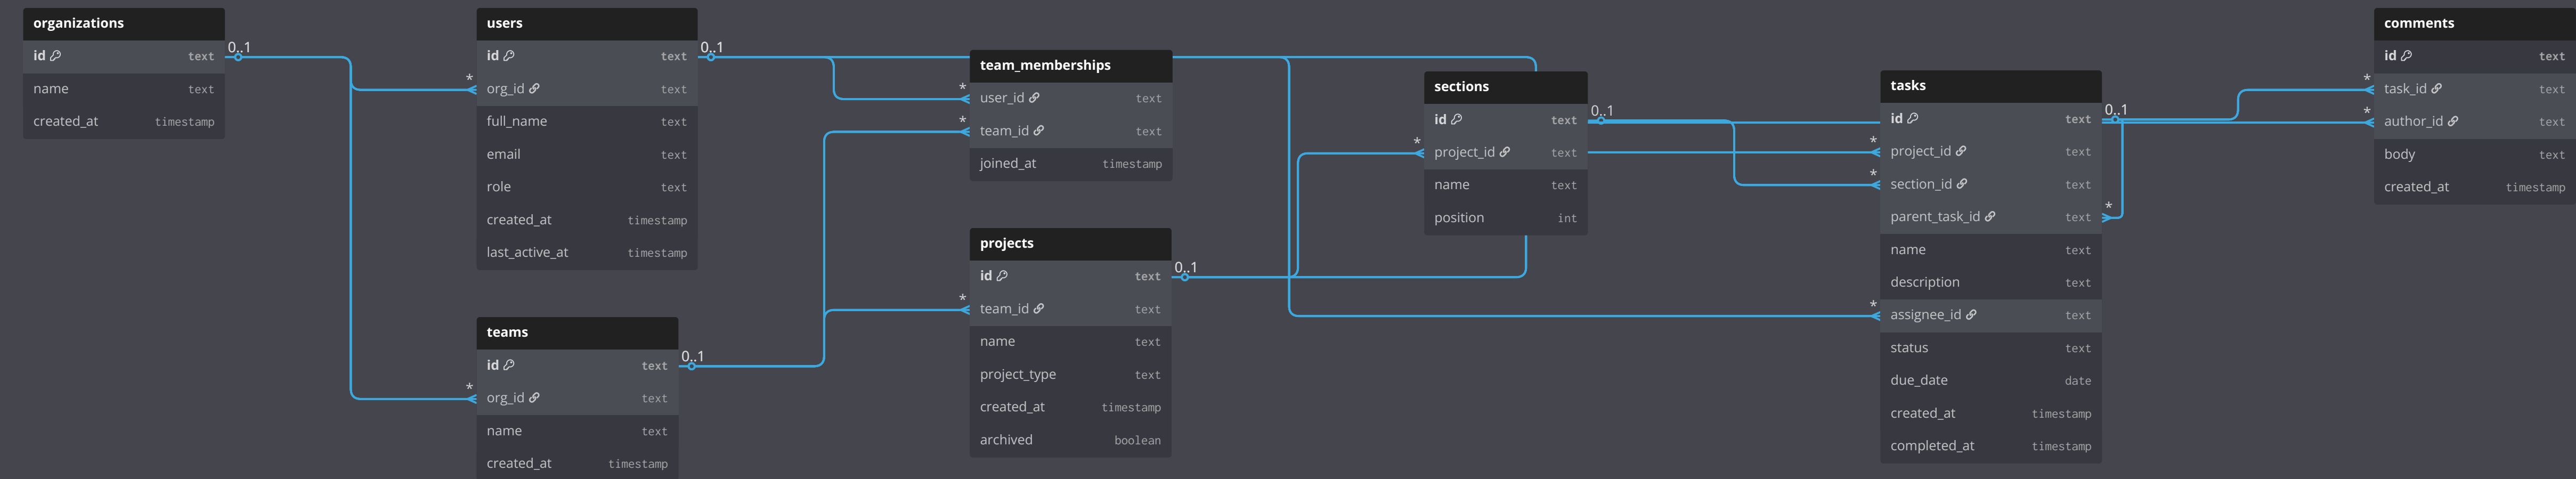 organizations
id text
name text
created_at timestamp
0..1
*
*
users
id text
org_id text
full_name text
email text
role text
created_at timestamp
last_active_at timestamp
0..1
teams
id text
org_id text
name text
created_at timestamp
0..1
*
*
team_memberships
user_id text
team_id text
joined_at timestamp
*
projects
id text
team_id text
name text
project_type text
created_at timestamp
archived boolean
0..1
*
sections
id text
project_id text
name text
position int
0..1
*
*
*
tasks
id text
project_id text
section_id text
parent_task_id text
name text
description text
assignee_id text
status text
due_date date
created_at timestamp
completed_at timestamp
0..1
*
*
*
comments
id text
task_id text
author_id text
body text
created_at timestamp